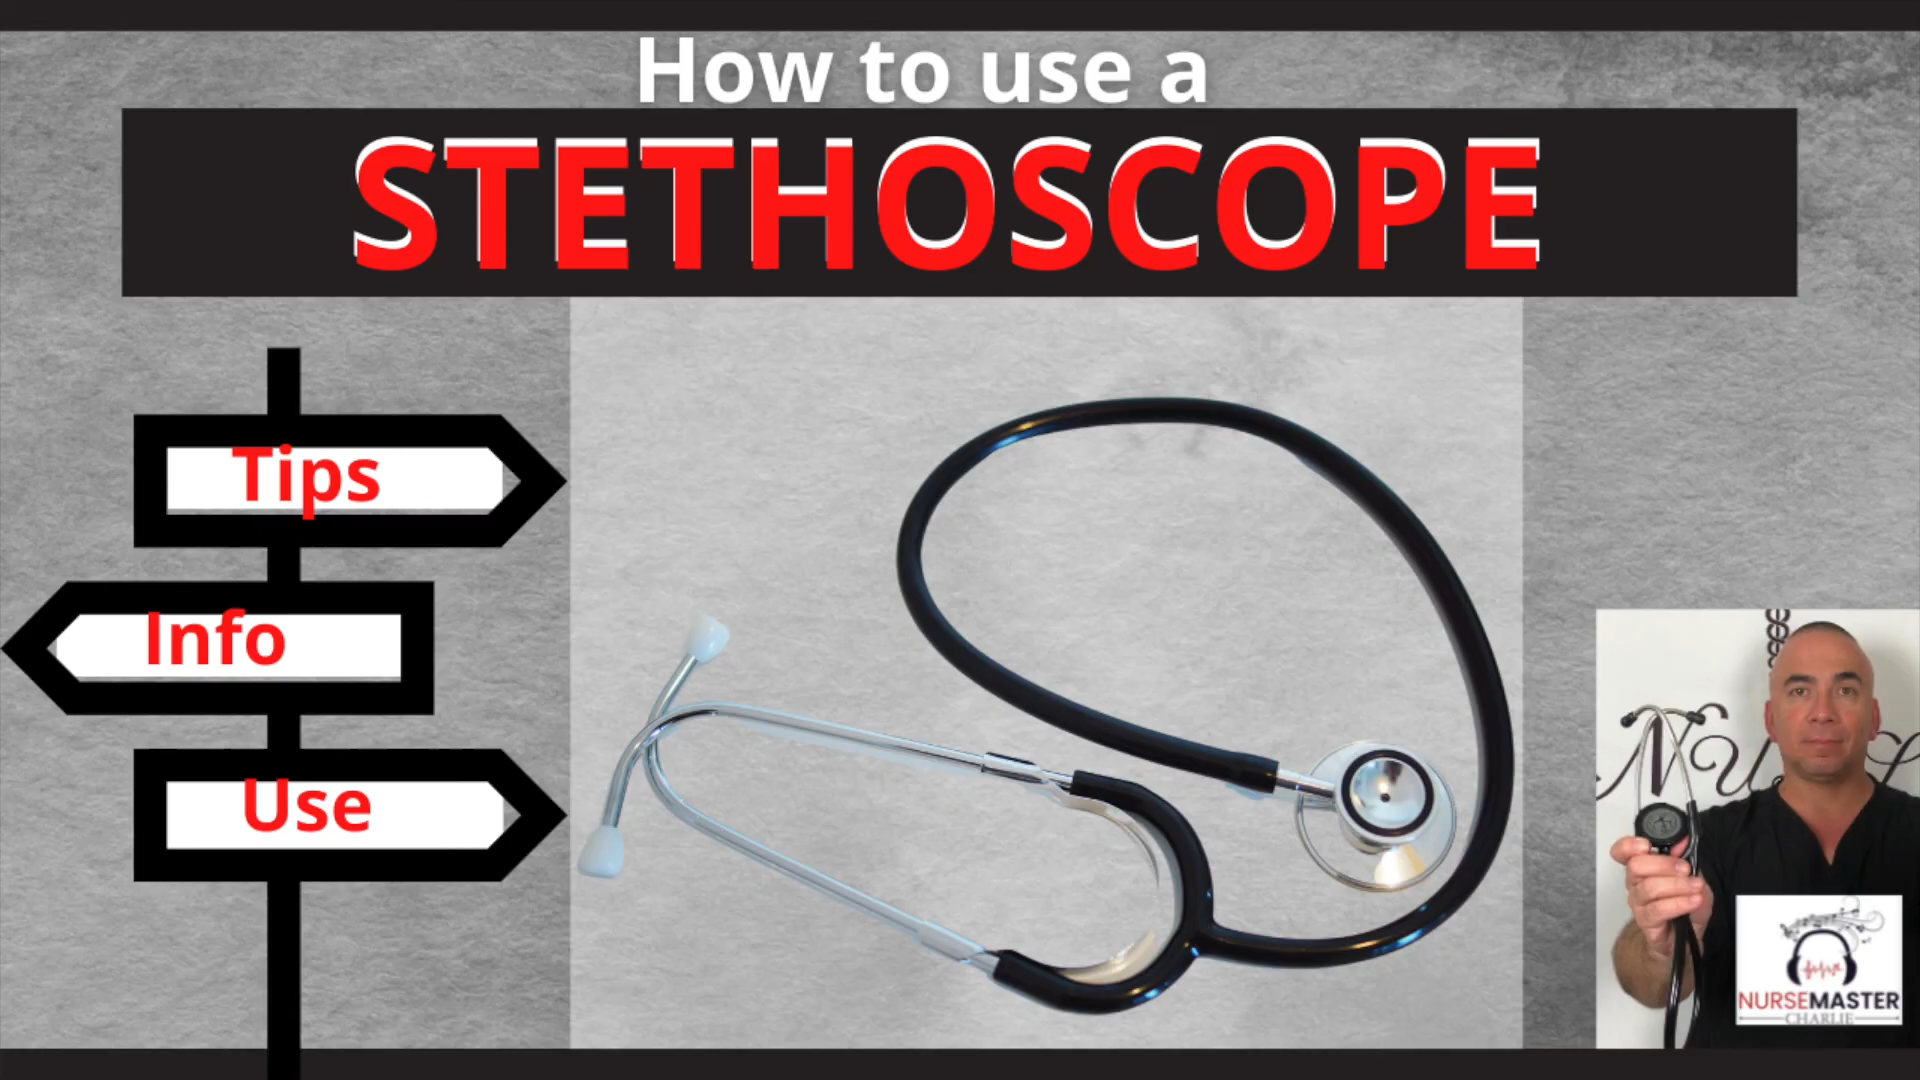 How to use a
STETHOSCOPE
Tips
Info
Use
NURSEMASTER
CHARLIE